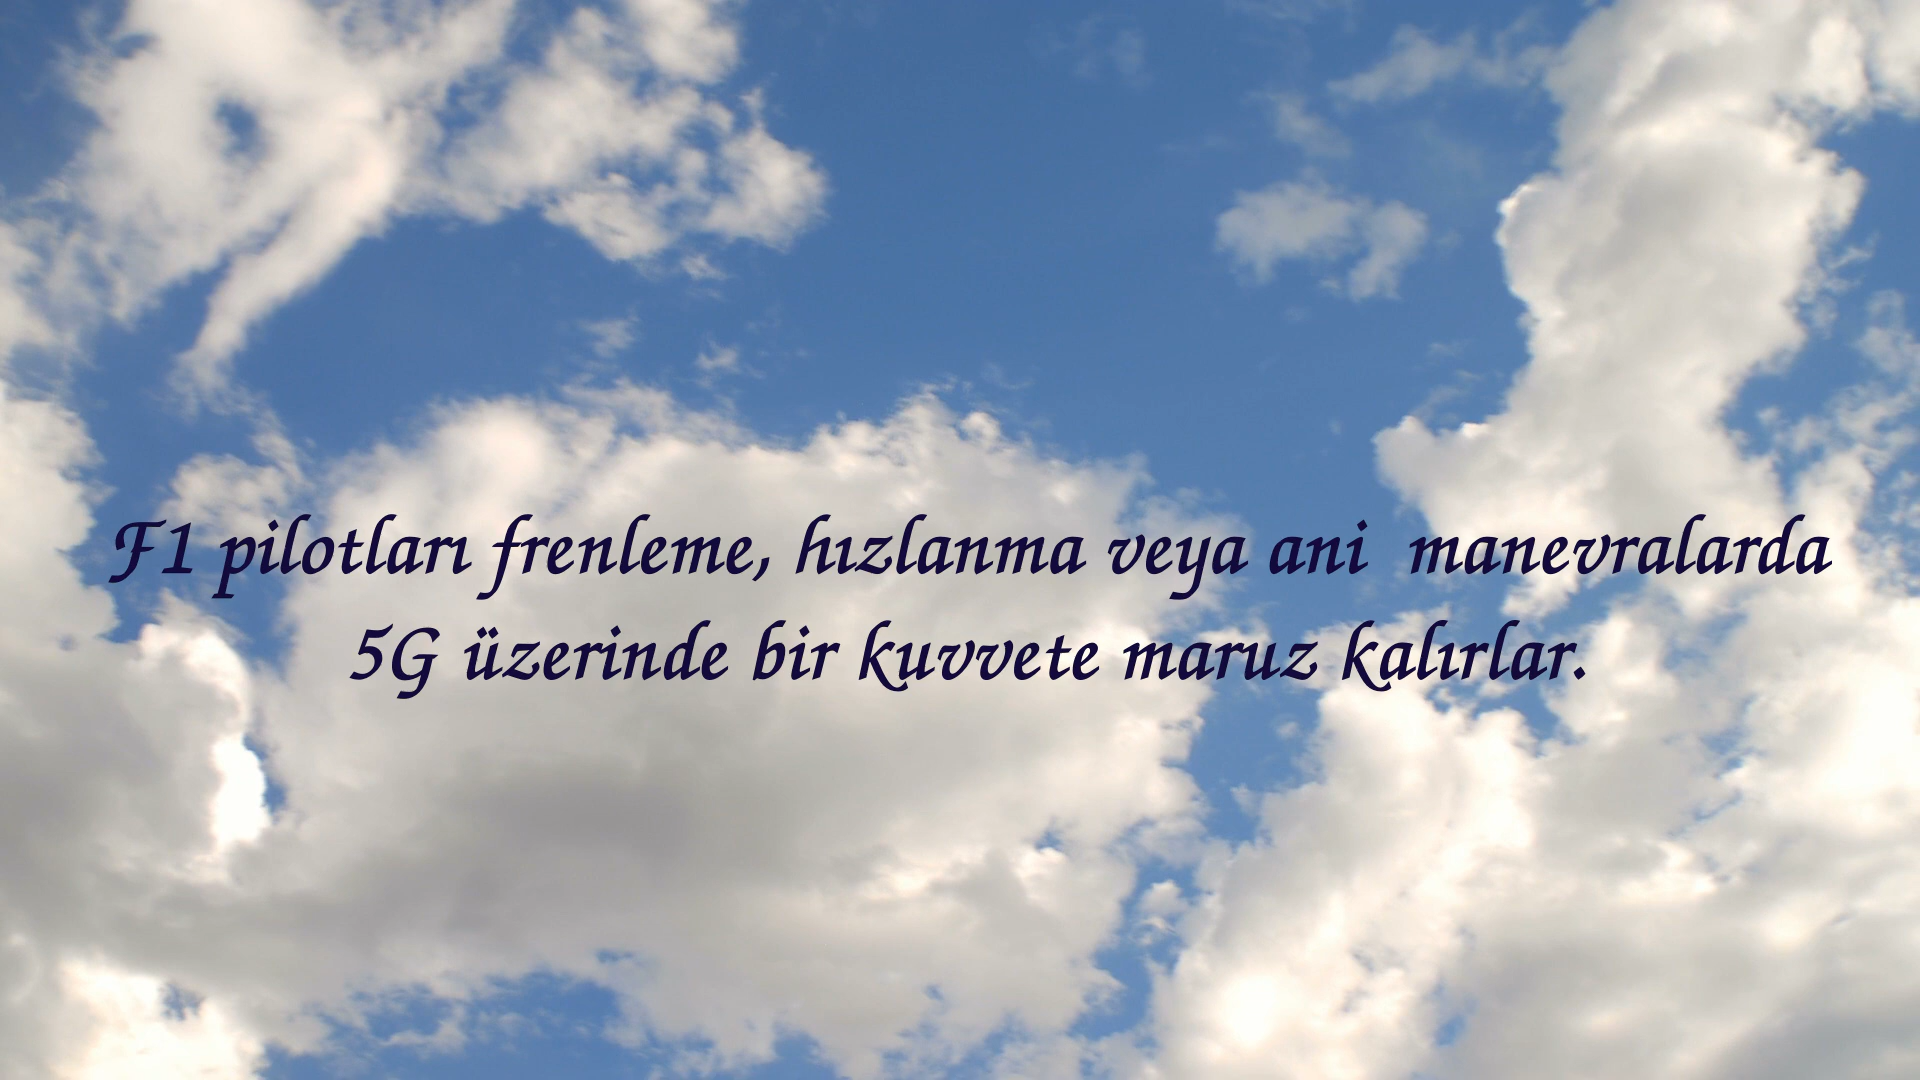 F1 pilotları frenleme, hızlanma veya ani  manevralarda
5G üzerinde bir kuvvete maruz kalırlar.